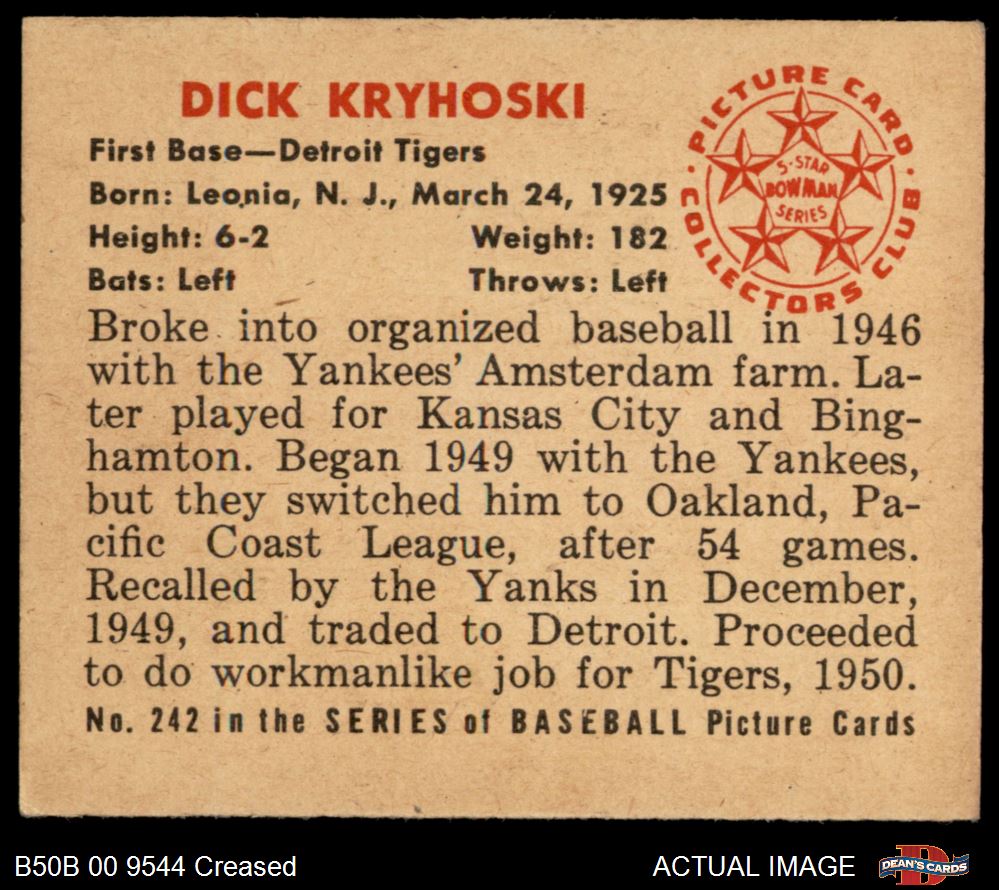 DICK KRYHOSKI
First Base—Detroit Tigers
Born: Leonia, N. J., March 24, 1925
Height: 6-2 Weight: 182
Bats: Left Throws: Left
· PICTURE CARD ·
COLLECTORS CLUB
5-STAR
BOWMAN
SERIES
Broke into organized baseball in 1946
with the Yankees' Amsterdam farm. La-
ter played for Kansas City and Bing-
hamton. Began 1949 with the Yankees,
but they switched him to Oakland, Pa-
cific Coast League, after 54 games.
Recalled by the Yanks in December,
1949, and traded to Detroit. Proceeded
to do workmanlike job for Tigers, 1950.
No. 242 in the SERIES of BASEBALL Picture Cards
B50B 00 9544 Creased
ACTUAL IMAGE
D
DEAN'S CARDS